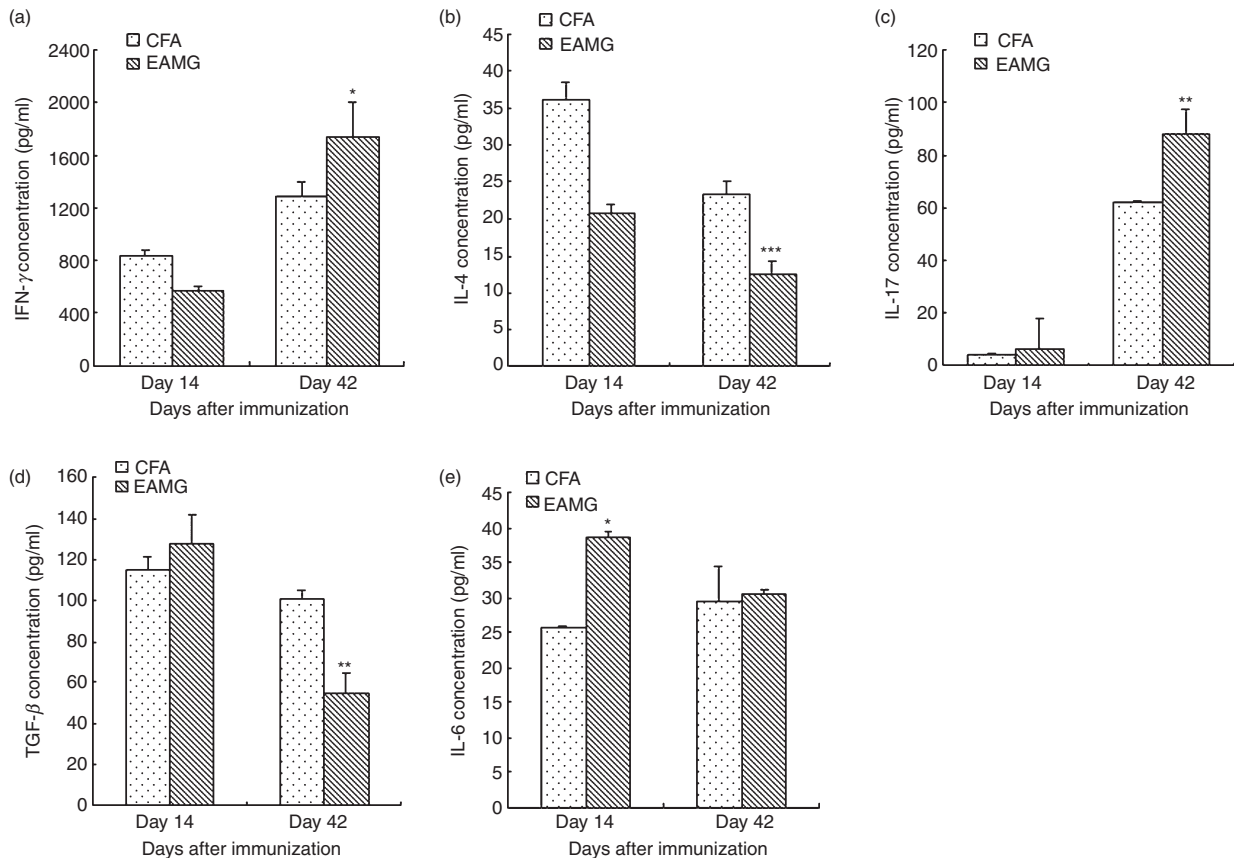 (a)
CFA
EAMG
2400
2000
1600
1200
800
400
0
IFN-γ concentration (pg/ml)
*
Day 14
Day 42
Days after immunization
(b)
CFA
EAMG
45
40
35
30
25
20
15
10
5
0
IL-4 concentration (pg/ml)
***
Day 14
Day 42
Days after immunization
(c)
CFA
EAMG
120
100
80
60
40
20
0
IL-17 concentration (pg/ml)
**
Day 14
Day 42
Days after immunization
(d)
CFA
EAMG
160
140
120
100
80
60
40
20
0
TGF-β concentration (pg/ml)
**
Day 14
Day 42
Days after immunization
(e)
CFA
EAMG
45
40
35
30
25
20
15
10
5
0
IL-6 concentration (pg/ml)
*
Day 14
Day 42
Days after immunization